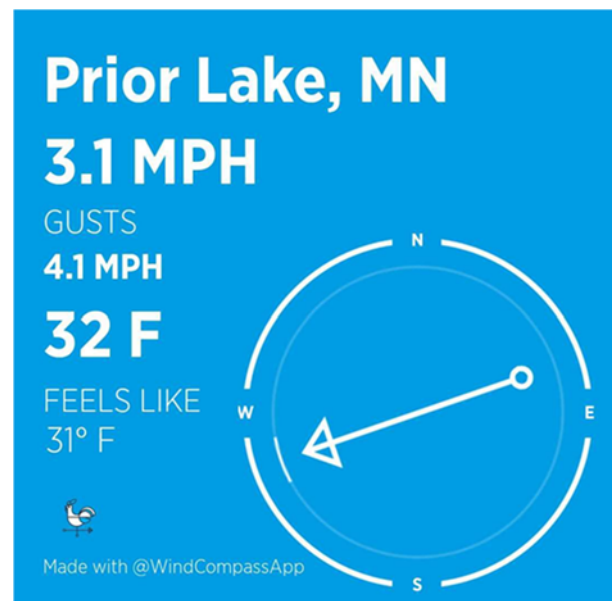 Prior Lake, MN
3.1 MPH
GUSTS
4.1 MPH
32 F
FEELS LIKE
31° F
N
W
E
S
Made with @WindCompassApp